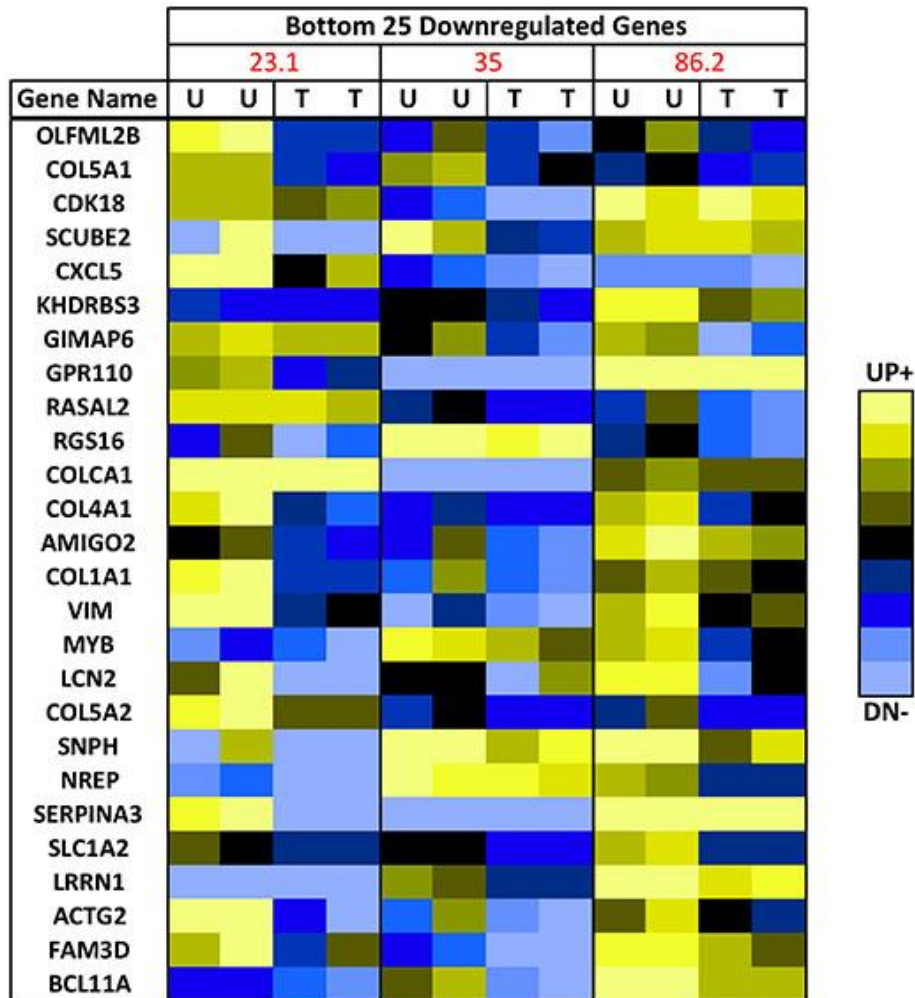 Bottom 25 Downregulated Genes
23.1 35 86.2
Gene Name U U T T U U T T U U T T
OLFML2B
COL5A1
CDK18
SCUBE2
CXCL5
KHDRBS3
GIMAP6
GPR110
RASAL2
RGS16
COLCA1
COL4A1
AMIGO2
COL1A1
VIM
MYB
LCN2
COL5A2
SNPH
NREP
SERPINA3
SLC1A2
LRRN1
ACTG2
FAM3D
BCL11A
UP+
DN-